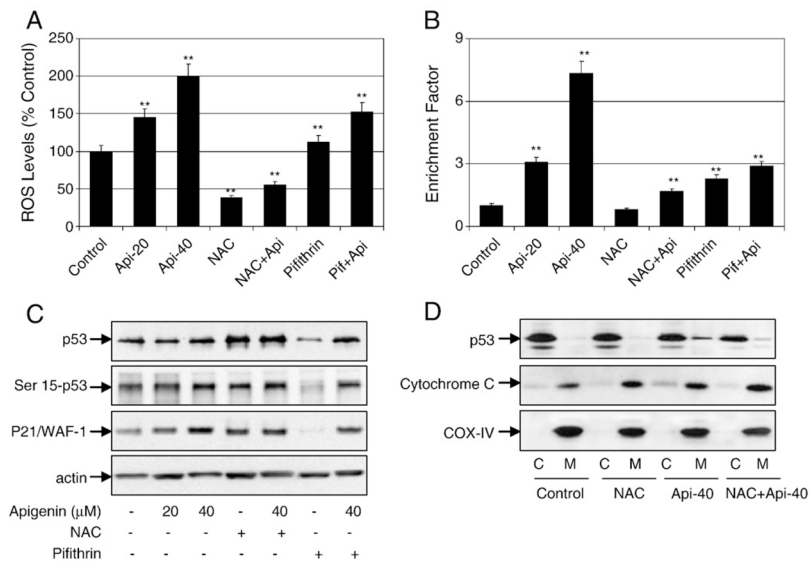 A
ROS Levels (% Control)
250
200
150
100
50
0
**
**
**
**
**
**
Control
Api-20
Api-40
NAC
NAC+Api
Pifithrin
Pif+Api
B
Enrichment Factor
9
6
3
0
**
**
**
**
**
Control
Api-20
Api-40
NAC
NAC+Api
Pifithrin
Pif+Api
C
p53
Ser 15-p53
P21/WAF-1
actin
Apigenin (μM) - 20 40 - 40 - 40
NAC - - - + + - -
Pifithrin - - - - - + +
D
p53
Cytochrome C
COX-IV
C M C M C M C M
Control NAC Api-40 NAC+Api-40